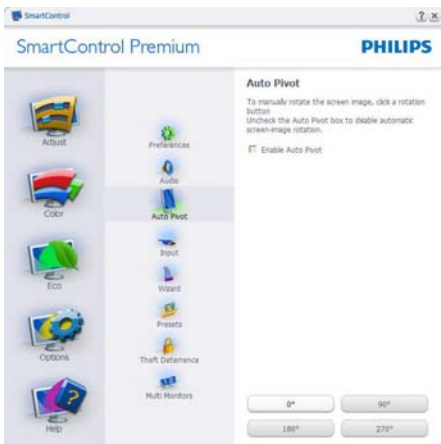 SmartControl
? x
SmartControl Premium
PHILIPS
Adjust
Color
Eco
Options
Help
Preferences
Audio
Auto Pivot
Input
Wizard
Presets
Theft Deterrence
Multi Monitors
Auto Pivot
To manually rotate the screen image, click a rotation
button
Uncheck the Auto Pivot box to disable automatic
screen-image rotation.
Enable Auto Pivot
0°
90°
180°
270°